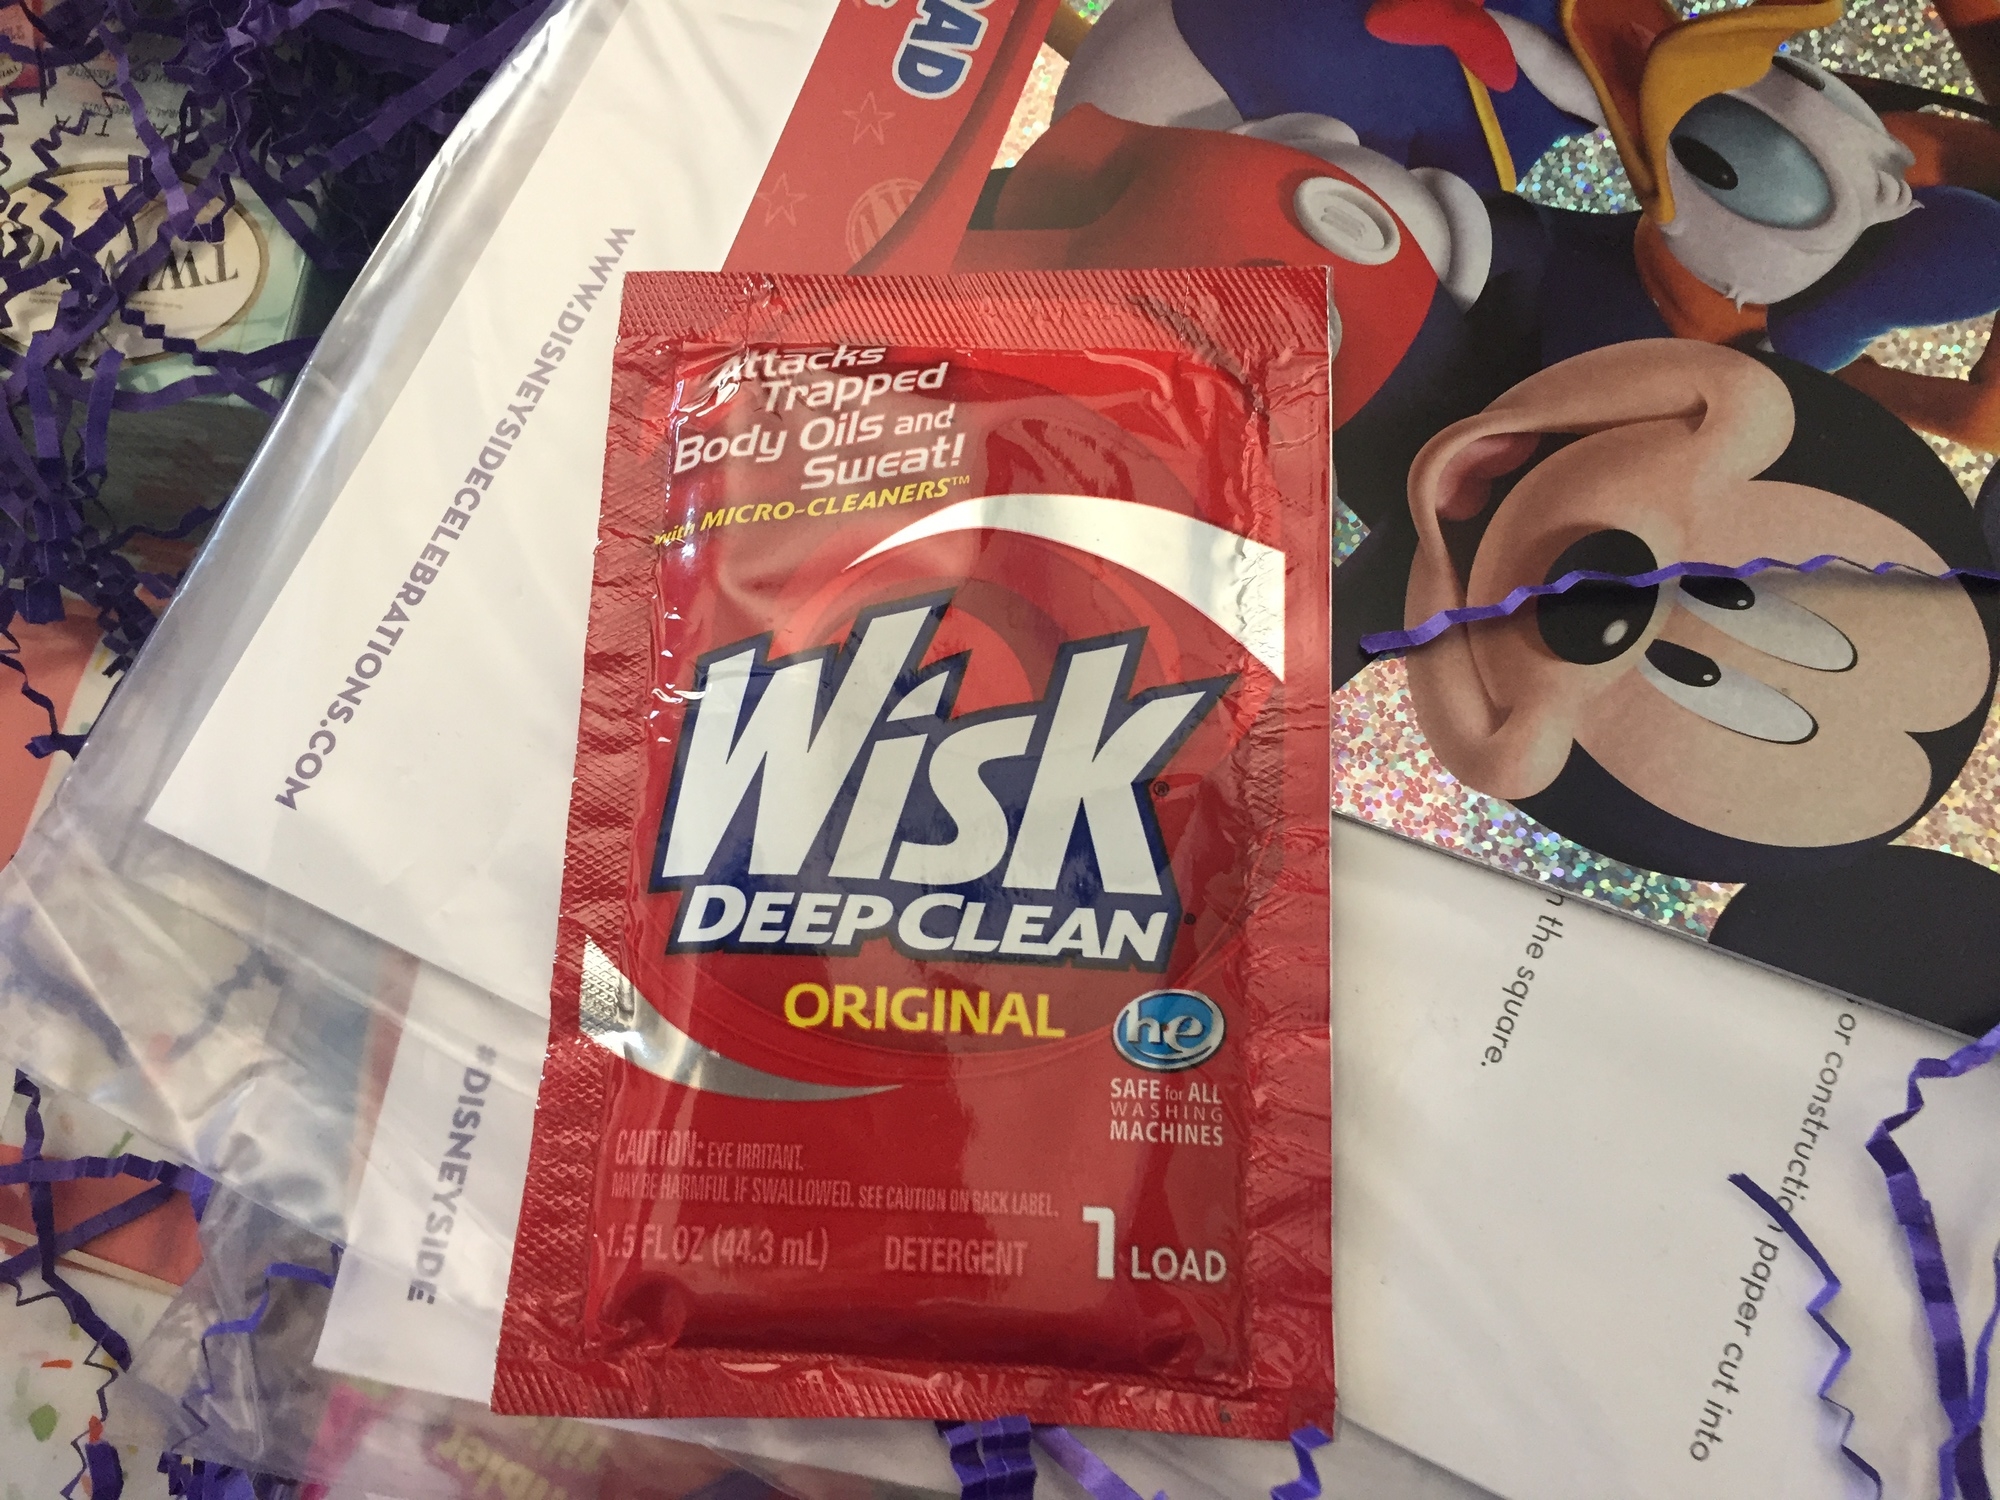 PAD
WWW.DISNEYSIDECELEBRATIONS.COM
#DISNEYSIDE
Attacks
Trapped
Body Oils and
Sweat!
with MICRO-CLEANERS™
Wisk®
DEEP CLEAN
ORIGINAL
he
SAFE for ALL
WASHING
MACHINES
CAUTION: EYE IRRITANT.
MAY BE HARMFUL IF SWALLOWED. SEE CAUTION ON BACK LABEL.
1.5 FL OZ (44.3 mL) DETERGENT 1 LOAD
the square.
or construction paper cut into